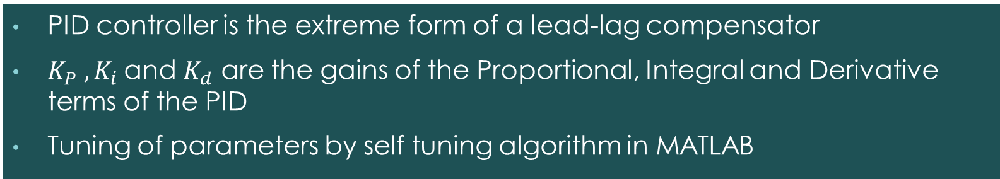 • PID controller is the extreme form of a lead-lag compensator
• $K_P$ , $K_i$ and $K_d$ are the gains of the Proportional, Integral and Derivative
terms of the PID
• Tuning of parameters by self tuning algorithm in MATLAB